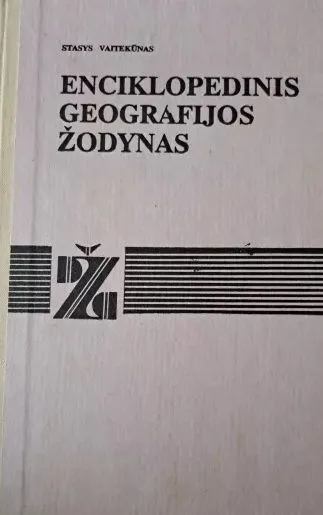 STASYS VAITEKŪNAS
ENCIKLOPEDINIS
GEOGRAFIJOS
ŽODYNAS